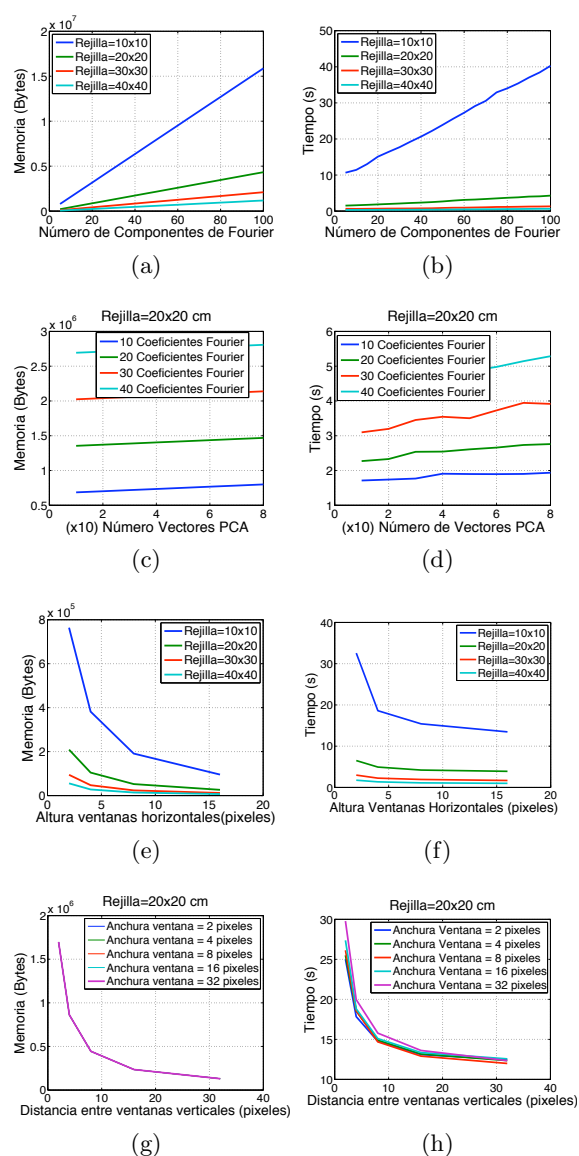 x 10^7
2
1.5
1
0.5
0
Memoria (Bytes)
Rejilla=10x10
Rejilla=20x20
Rejilla=30x30
Rejilla=40x40
20 40 60 80 100
Número de Componentes de Fourier
(a)
50
40
30
20
10
0
Tiempo (s)
Rejilla=10x10
Rejilla=20x20
Rejilla=30x30
Rejilla=40x40
0 20 40 60 80 100
Número de Componentes de Fourier
(b)
Rejilla=20x20 cm
x 10^6
3
2.5
2
1.5
1
0.5
Memoria (Bytes)
10 Coeficientes Fourier
20 Coeficientes Fourier
30 Coeficientes Fourier
40 Coeficientes Fourier
0 2 4 6 8
(x10) Número Vectores PCA
(c)
Rejilla=20x20 cm
6
5
4
3
2
1
Tiempo (s)
10 Coeficientes Fourier
20 Coeficientes Fourier
30 Coeficientes Fourier
40 Coeficientes Fourier
0 2 4 6 8
(x10) Número de Vectores PCA
(d)
x 10^5
8
6
4
2
0
Memoria (Bytes)
Rejilla=10x10
Rejilla=20x20
Rejilla=30x30
Rejilla=40x40
0 5 10 15 20
Altura ventanas horizontales(pixeles)
(e)
40
30
20
10
0
Tiempo (s)
Rejilla=10x10
Rejilla=20x20
Rejilla=30x30
Rejilla=40x40
0 5 10 15 20
Altura Ventanas Horizontales (pixeles)
(f)
Rejilla=20x20 cm
x 10^6
2
1.5
1
0.5
0
Memoria (Bytes)
Anchura ventana = 2 pixeles
Anchura ventana = 4 pixeles
Anchura ventana = 8 pixeles
Anchura ventana = 16 pixeles
Anchura ventana = 32 pixeles
0 10 20 30 40
Distancia entre ventanas verticales (pixeles)
(g)
Rejilla=20x20 cm
30
25
20
15
10
Tiempo (s)
Anchura Ventana = 2 pixeles
Anchura Ventana = 4 pixeles
Anchura Ventana = 8 pixeles
Anchura Ventana = 16 pixeles
Anchura Ventana = 32 pixeles
0 10 20 30 40
Distancia entre ventanas verticales (pixeles)
(h)